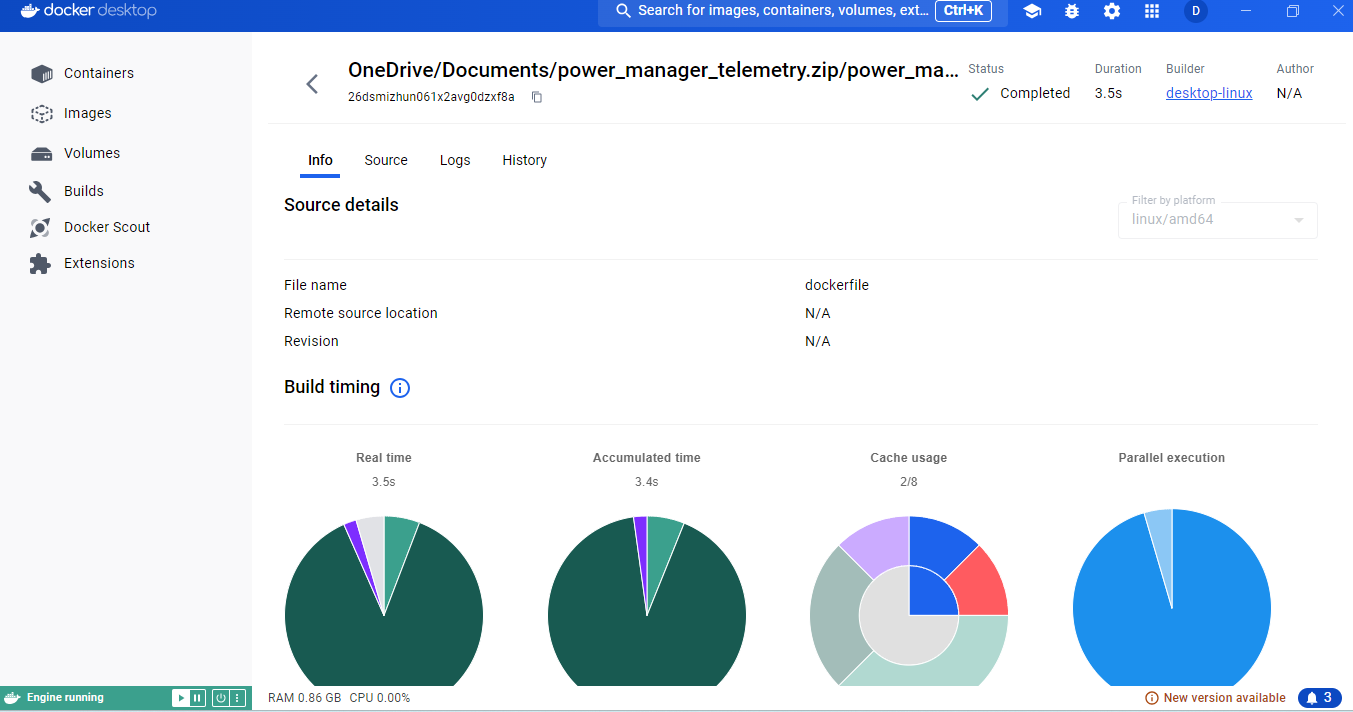 docker desktop
Search for images, containers, volumes, ext... Ctrl+K
D
Containers
Images
Volumes
Builds
Docker Scout
Extensions
OneDrive/Documents/power_manager_telemetry.zip/power_ma...
26dsmizhun061x2avg0dzxf8a
Status
Completed
Duration
3.5s
Builder
desktop-linux
Author
N/A
Info Source Logs History
Source details
Filter by platform
linux/amd64
File name dockerfile
Remote source location N/A
Revision N/A
Build timing
Real time
3.5s
Accumulated time
3.4s
Cache usage
2/8
Parallel execution
Engine running
RAM 0.86 GB CPU 0.00%
New version available
3